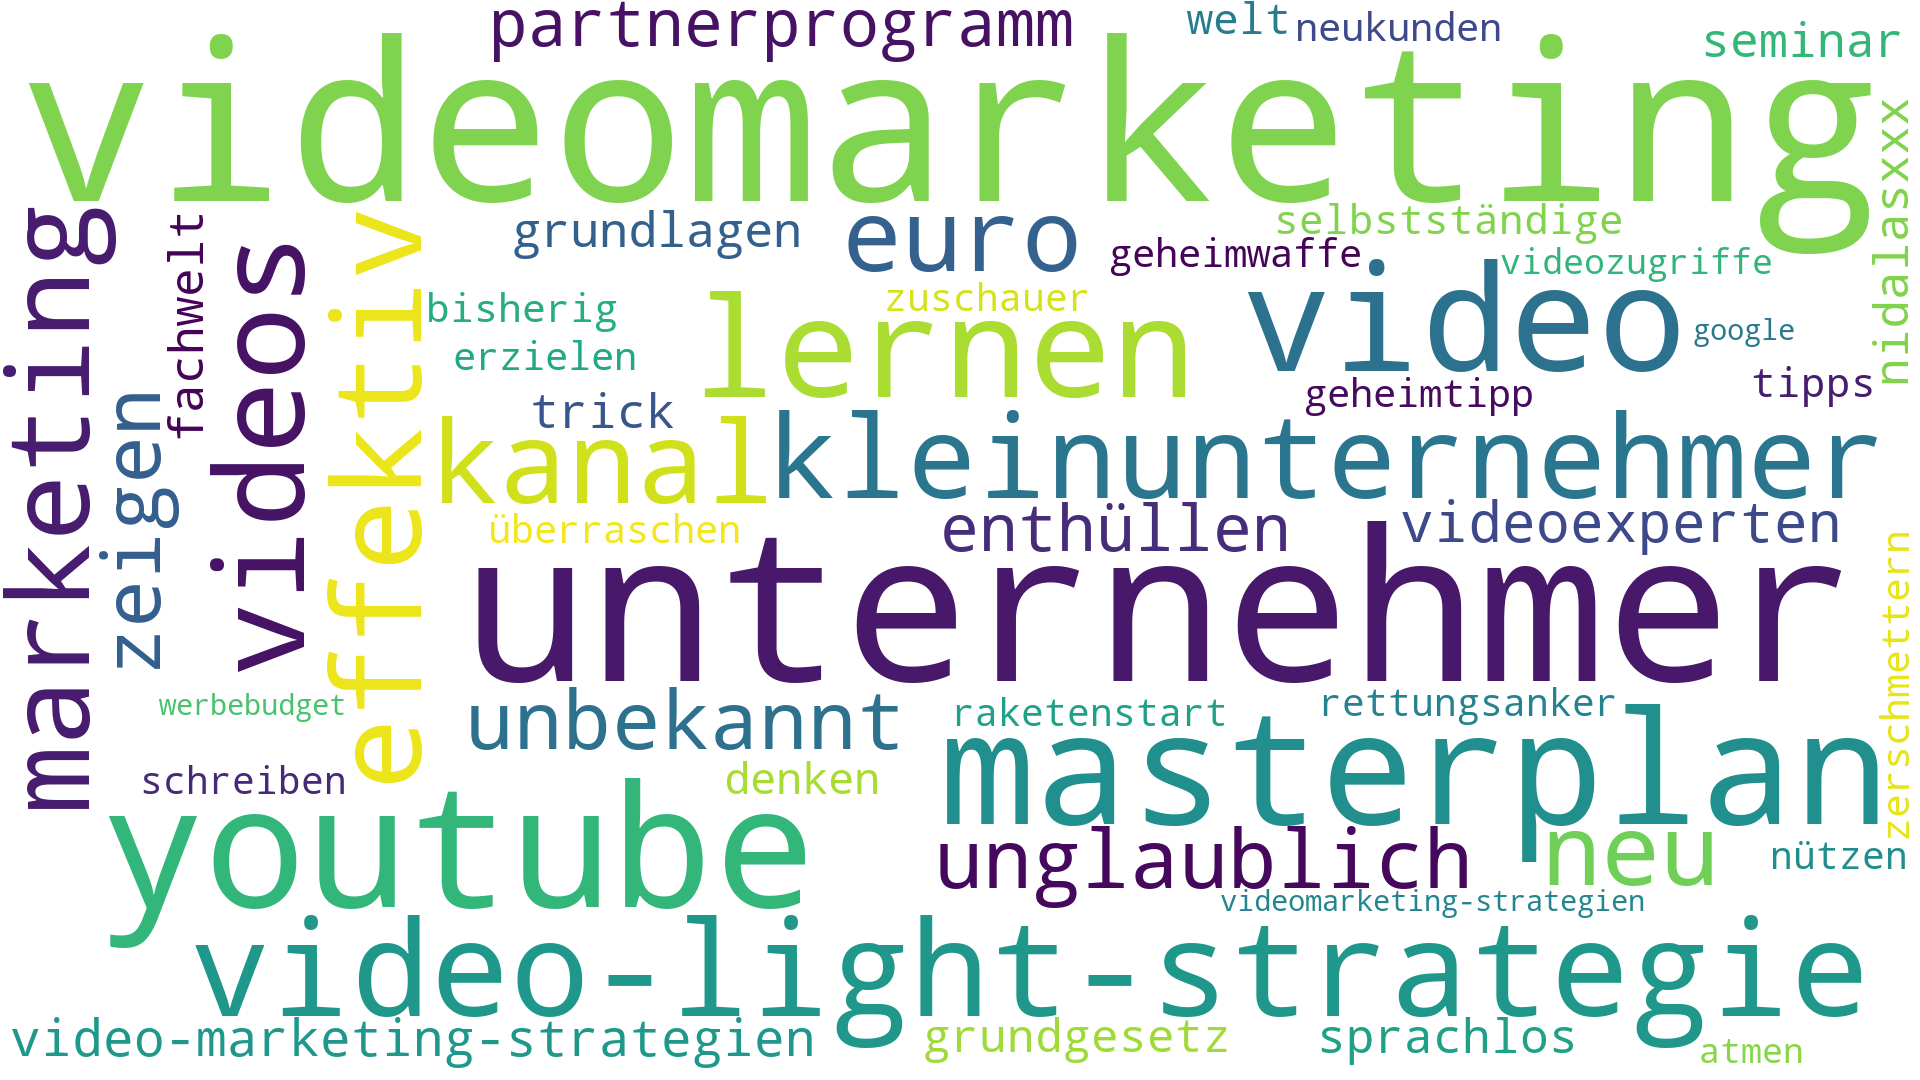 partnerprogramm
welt
neukunden
seminar
videomarketing
nidalasxxx
marketing
fachwelt
videos
effektiv
zeigen
grundlagen
euro
selbstständige
geheimwaffe
videozugriffe
video
bisherig
zuschauer
lernen
google
erzielen
geheimtipp
tipps
trick
kanal
kleinunternehmer
überraschen
enthüllen
videoexperten
unternehmer
zerschmettern
werbebudget
unbekannt
raketenstart
rettungsanker
masterplan
schreiben
denken
youtube
unglaublich
neu
nützen
videomarketing-strategien
video-light-strategie
video-marketing-strategien
grundgesetz
sprachlos
atmen